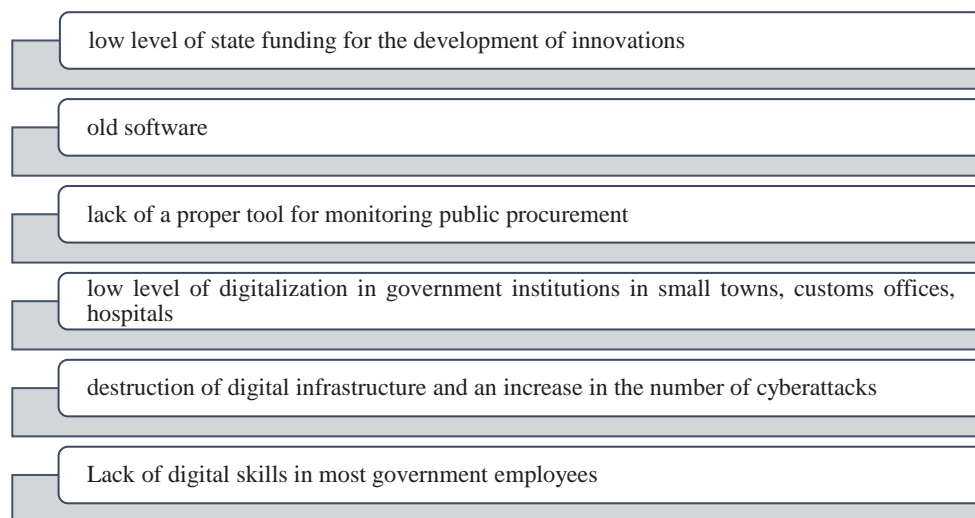 low level of state funding for the development of innovations
old software
lack of a proper tool for monitoring public procurement
low level of digitalization in government institutions in small towns, customs offices,
hospitals
destruction of digital infrastructure and an increase in the number of cyberattacks
Lack of digital skills in most government employees